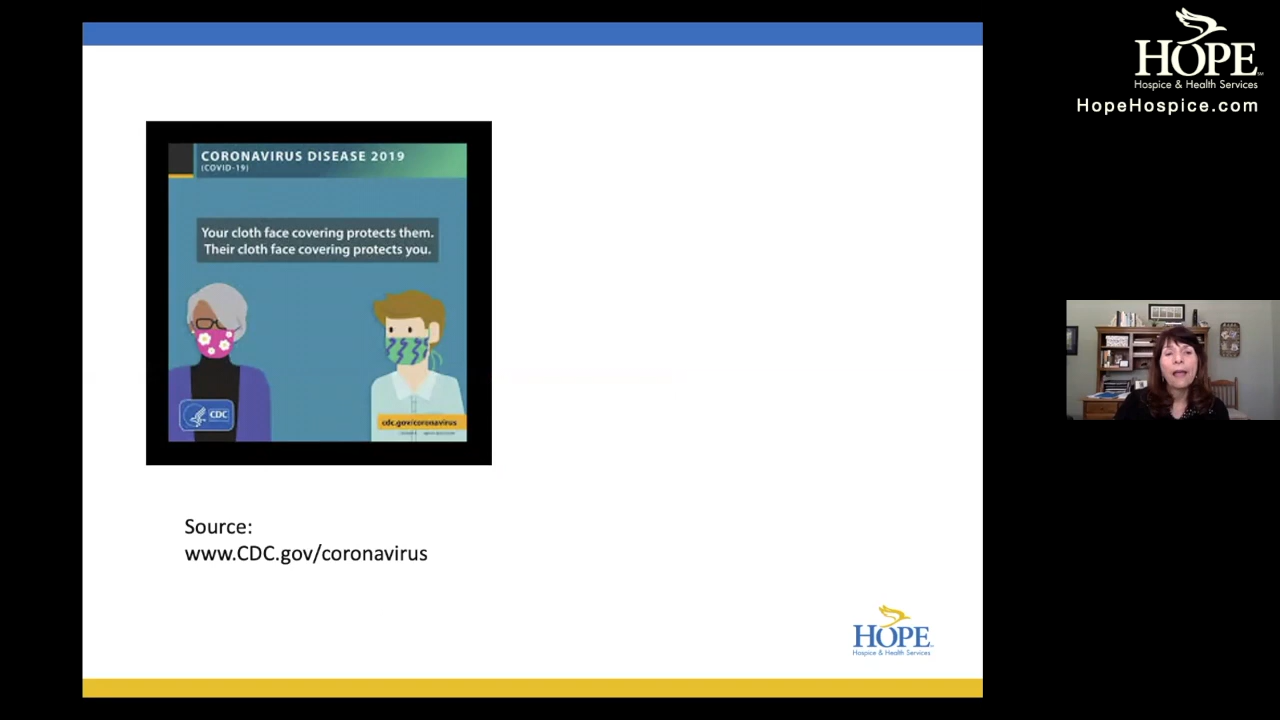 CORONAVIRUS DISEASE 2019
(COVID-19)
Your cloth face covering protects them.
Their cloth face covering protects you.
CDC
cdc.gov/coronavirus
Source:
www.CDC.gov/coronavirus
HOPE
Hospice & Health Services
HOPE
Hospice & Health Services
HopeHospice.com